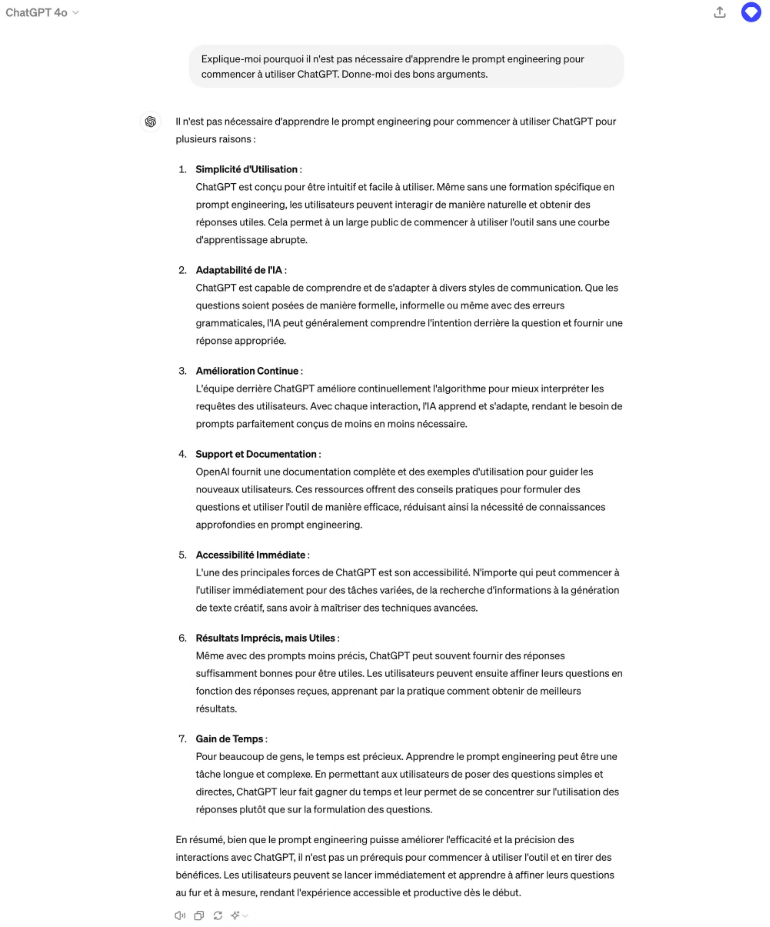 ChatGPT 4o
Explique-moi pourquoi il n'est pas nécessaire d'apprendre le prompt engineering pour
commencer à utiliser ChatGPT. Donne-moi des bons arguments.
Il n'est pas nécessaire d'apprendre le prompt engineering pour commencer à utiliser ChatGPT pour
plusieurs raisons :
1. Simplicité d'Utilisation :
ChatGPT est conçu pour être intuitif et facile à utiliser. Même sans une formation spécifique en
prompt engineering, les utilisateurs peuvent interagir de manière naturelle et obtenir des
réponses utiles. Cela permet à un large public de commencer à utiliser l'outil sans une courbe
d'apprentissage abrupte.
2. Adaptabilité de l'IA :
ChatGPT est capable de comprendre et de s'adapter à divers styles de communication. Que les
questions soient posées de manière formelle, informelle ou même avec des erreurs
grammaticales, l'IA peut généralement comprendre l'intention derrière la question et fournir une
réponse appropriée.
3. Amélioration Continue :
L'équipe derrière ChatGPT améliore continuellement l'algorithme pour mieux interpréter les
requêtes des utilisateurs. Avec chaque interaction, l'IA apprend et s'adapte, rendant le besoin de
prompts parfaitement conçus de moins en moins nécessaire.
4. Support et Documentation :
OpenAI fournit une documentation complète et des exemples d'utilisation pour guider les
nouveaux utilisateurs. Ces ressources offrent des conseils pratiques pour formuler des
questions et utiliser l'outil de manière efficace, réduisant ainsi la nécessité de connaissances
approfondies en prompt engineering.
5. Accessibilité Immédiate :
L'une des principales forces de ChatGPT est son accessibilité. N'importe qui peut commencer à
l'utiliser immédiatement pour des tâches variées, de la recherche d'informations à la génération
de texte créatif, sans avoir à maîtriser des techniques avancées.
6. Résultats Imprécis, mais Utiles :
Même avec des prompts moins précis, ChatGPT peut souvent fournir des réponses
suffisamment bonnes pour être utiles. Les utilisateurs peuvent ensuite affiner leurs questions en
fonction des réponses reçues, apprenant par la pratique comment obtenir de meilleurs
résultats.
7. Gain de Temps :
Pour beaucoup de gens, le temps est précieux. Apprendre le prompt engineering peut être une
tâche longue et complexe. En permettant aux utilisateurs de poser des questions simples et
directes, ChatGPT leur fait gagner du temps et leur permet de se concentrer sur l'utilisation des
réponses plutôt que sur la formulation des questions.
En résumé, bien que le prompt engineering puisse améliorer l'efficacité et la précision des
interactions avec ChatGPT, il n'est pas un prérequis pour commencer à utiliser l'outil et en tirer des
bénéfices. Les utilisateurs peuvent se lancer immédiatement et apprendre à affiner leurs questions
au fur et à mesure, rendant l'expérience accessible et productive dès le début.